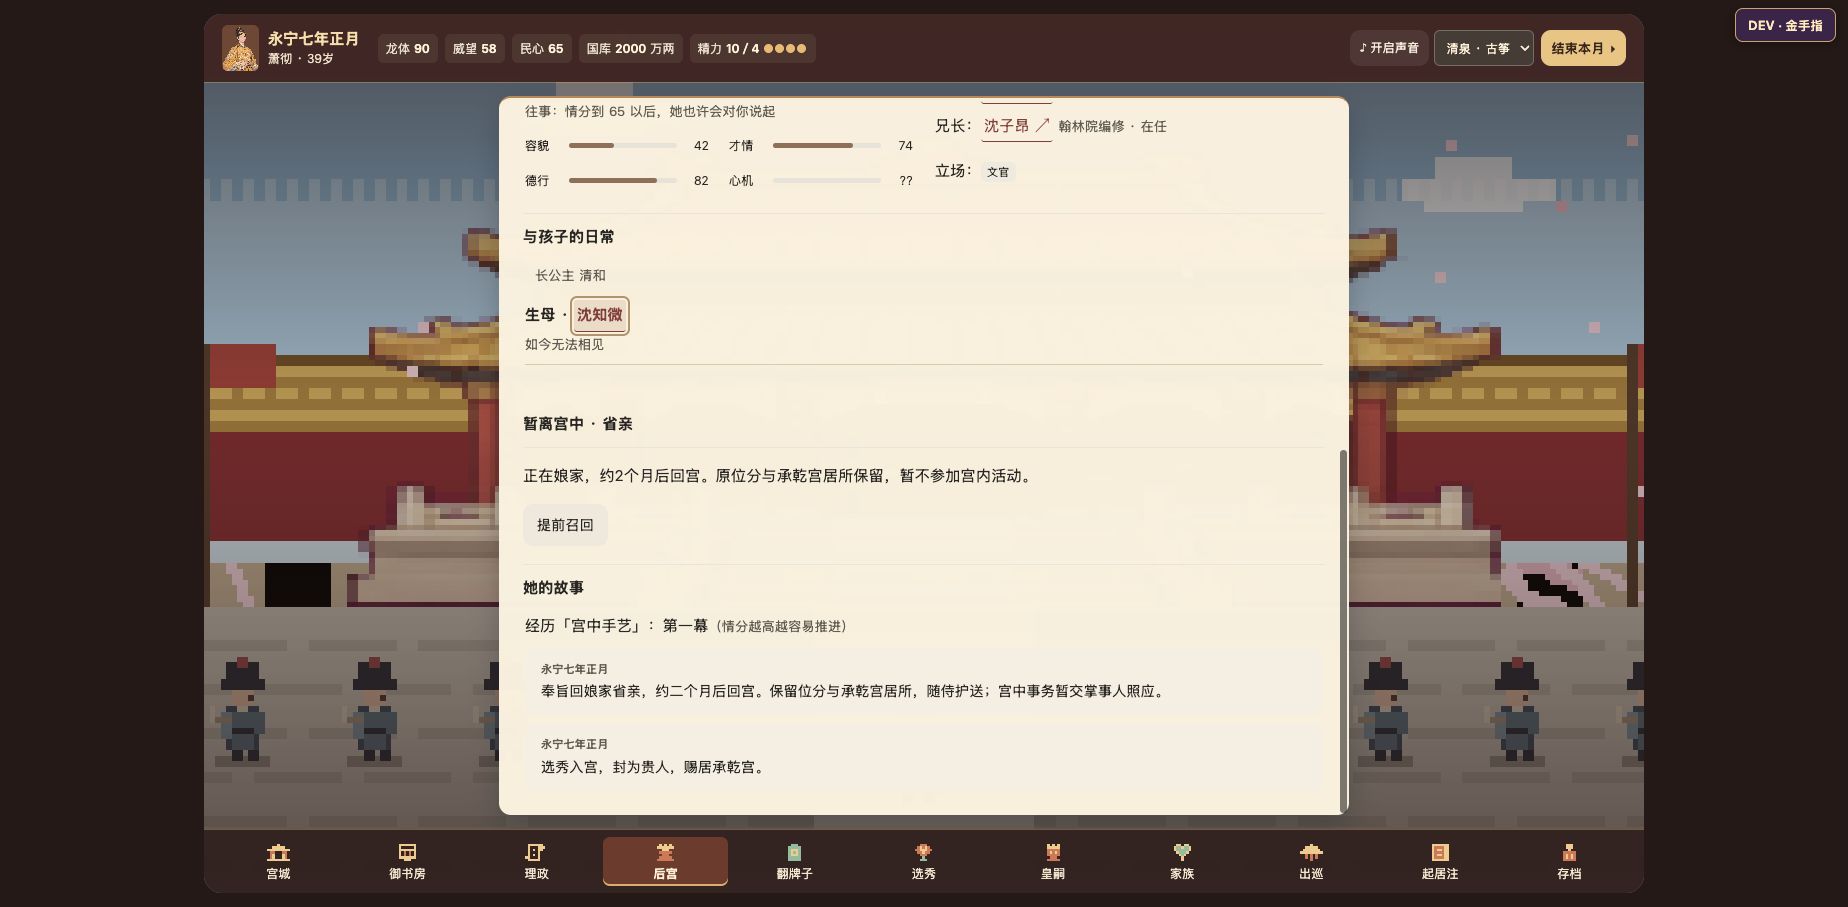 永宁七年正月
萧彻 · 39岁
龙体 90
威望 58
民心 65
国库 2000 万两
精力 10 / 4
♪ 开启声音
清泉 · 古筝
结束本月
DEV · 金手指
往事：情分到 65 以后，她也许会对你说起
容貌 42 才情 74
德行 82 心机 ??
兄长： 沈子昂 ↗ 翰林院编修 · 在任
立场： 文官
与孩子的日常
长公主 清和
生母 · 沈知微
如今无法相见
暂离宫中 · 省亲
正在娘家，约2个月后回宫。原位分与承乾宫居所保留，暂不参加宫内活动。
提前召回
她的故事
经历「宫中手艺」：第一幕（情分越高越容易推进）
永宁七年正月
奉旨回娘家省亲，约二个月后回宫。保留位分与承乾宫居所，随侍护送；宫中事务暂交掌事人照应。
永宁七年正月
选秀入宫，封为贵人，赐居承乾宫。
宫城
御书房
理政
后宫
翻牌子
选秀
皇嗣
家族
出巡
起居注
存档